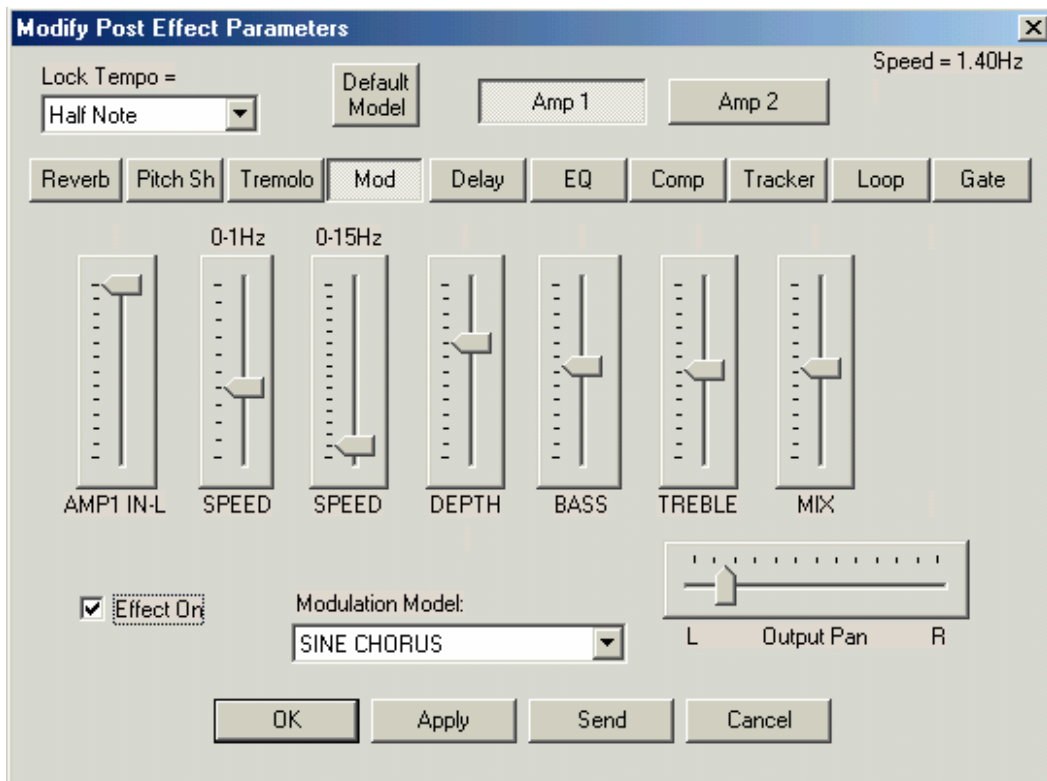 Modify Post Effect Parameters
Lock Tempo =
Half Note
Default
Model
Amp 1
Amp 2
Speed = 1.40Hz
Reverb
Pitch Sh
Tremolo
Mod
Delay
EQ
Comp
Tracker
Loop
Gate
0-1Hz
0-15Hz
AMP1 IN-L
SPEED
SPEED
DEPTH
BASS
TREBLE
MIX
Effect On
Modulation Model:
SINE CHORUS
L
Output Pan
R
OK
Apply
Send
Cancel